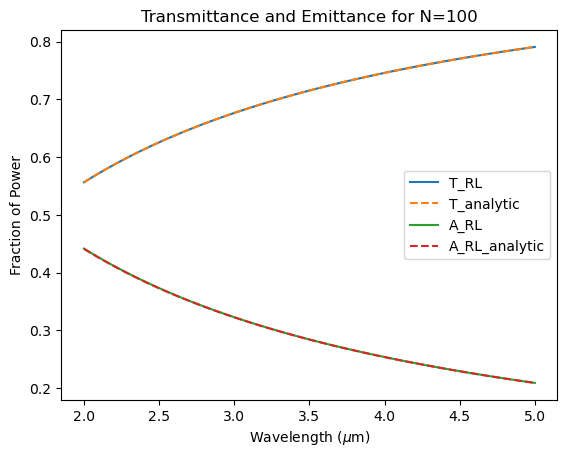 Transmittance and Emittance for N=100
Fraction of Power
0.8
0.7
0.6
0.5
0.4
0.3
0.2
T_RL
T_analytic
A_RL
A_RL_analytic
2.0 2.5 3.0 3.5 4.0 4.5 5.0
Wavelength (μm)